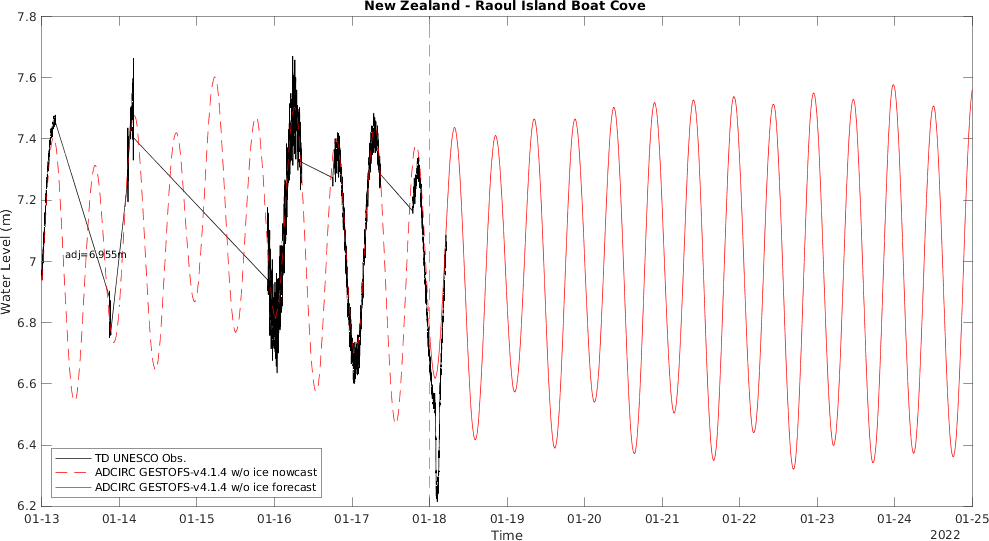 New Zealand - Raoul Island Boat Cove
7.8
7.6
7.4
7.2
7
6.8
6.6
6.4
6.2
Water Level (m)
adj=6.955m
TD UNESCO Obs.
ADCIRC GESTOFS-v4.1.4 w/o ice nowcast
ADCIRC GESTOFS-v4.1.4 w/o ice forecast
01-13 01-14 01-15 01-16 01-17 01-18 01-19 01-20 01-21 01-22 01-23 01-24 01-25
Time
2022